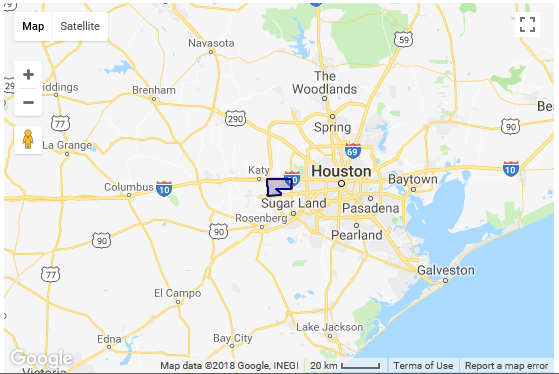 Map
Satellite
Navasota
59
The
Woodlands
ddings
Brenham
290
Spring
90
Be
77
La Grange
69
Katy
10
Houston
Baytown
10
Columbus
10
Sugar Land
Pasadena
Rosenberg
90
Pearland
90
77
Galveston
El Campo
Lake Jackson
Edna
Bay City
Victoria
Google
Map data ©2018 Google, INEGI
20 km
Terms of Use
Report a map error